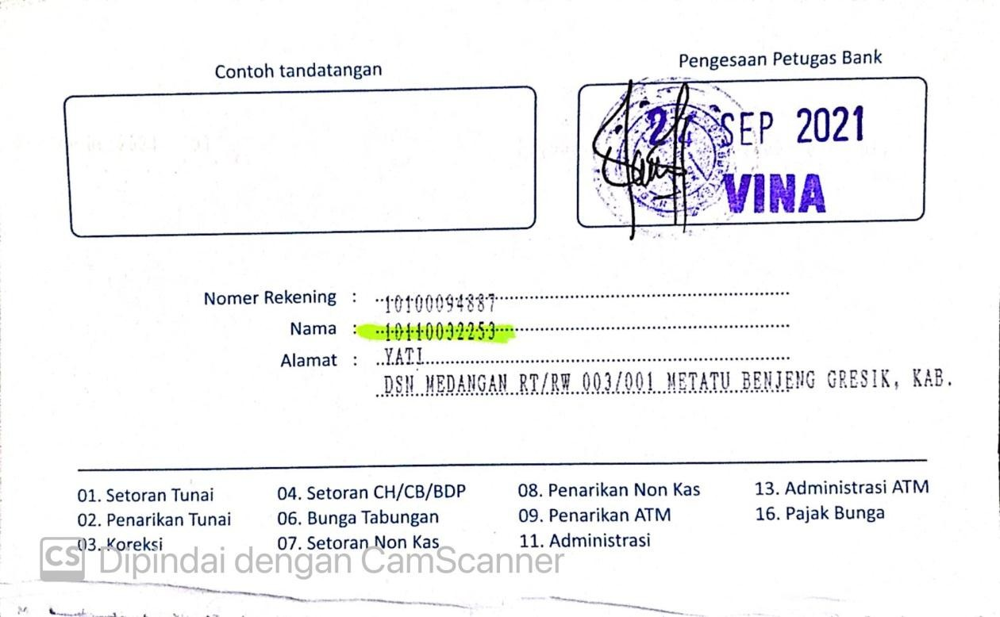 Contoh tandatangan
Pengesaan Petugas Bank
24 SEP 2021
VINA
Nomer Rekening : 10100094887
Nama : 10110032253
Alamat : YATI
DSN MEDANGAN RT/RW 003/001 METATU BENJENG GRESIK, KAB.
01. Setoran Tunai
02. Penarikan Tunai
03. Koreksi
04. Setoran CH/CB/BDP
06. Bunga Tabungan
07. Setoran Non Kas
08. Penarikan Non Kas
09. Penarikan ATM
11. Administrasi
13. Administrasi ATM
16. Pajak Bunga
CS Dipindai dengan CamScanner